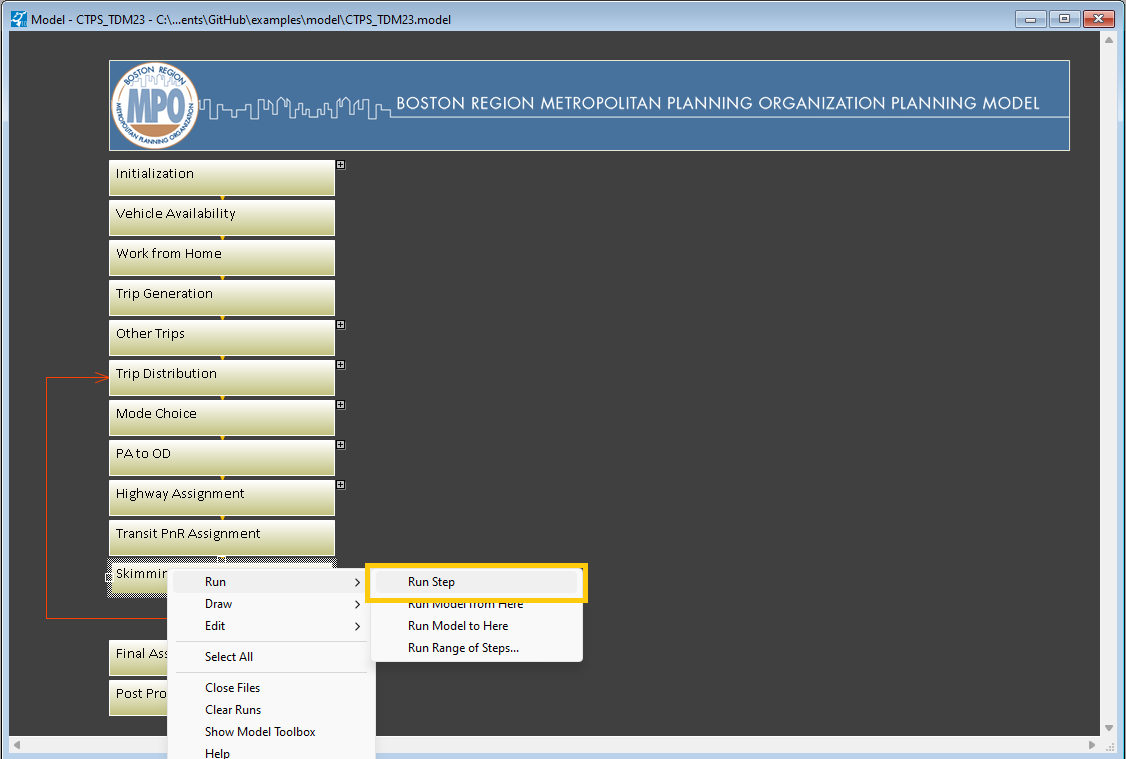 Model - CTPS_TDM23 - C:\...ents\GitHub\examples\model\CTPS_TDM23.model
BOSTON REGION
MPO
METROPOLITAN PLANNING ORGANIZATION
BOSTON REGION METROPOLITAN PLANNING ORGANIZATION PLANNING MODEL
Initialization
Vehicle Availability
Work from Home
Trip Generation
Other Trips
Trip Distribution
Mode Choice
PA to OD
Highway Assignment
Transit PnR Assignment
Skimmin
Run
Run Step
Draw
Run Model from Here
Edit
Run Model to Here
Run Range of Steps...
Final Ass
Select All
Close Files
Post Pro
Clear Runs
Show Model Toolbox
Help